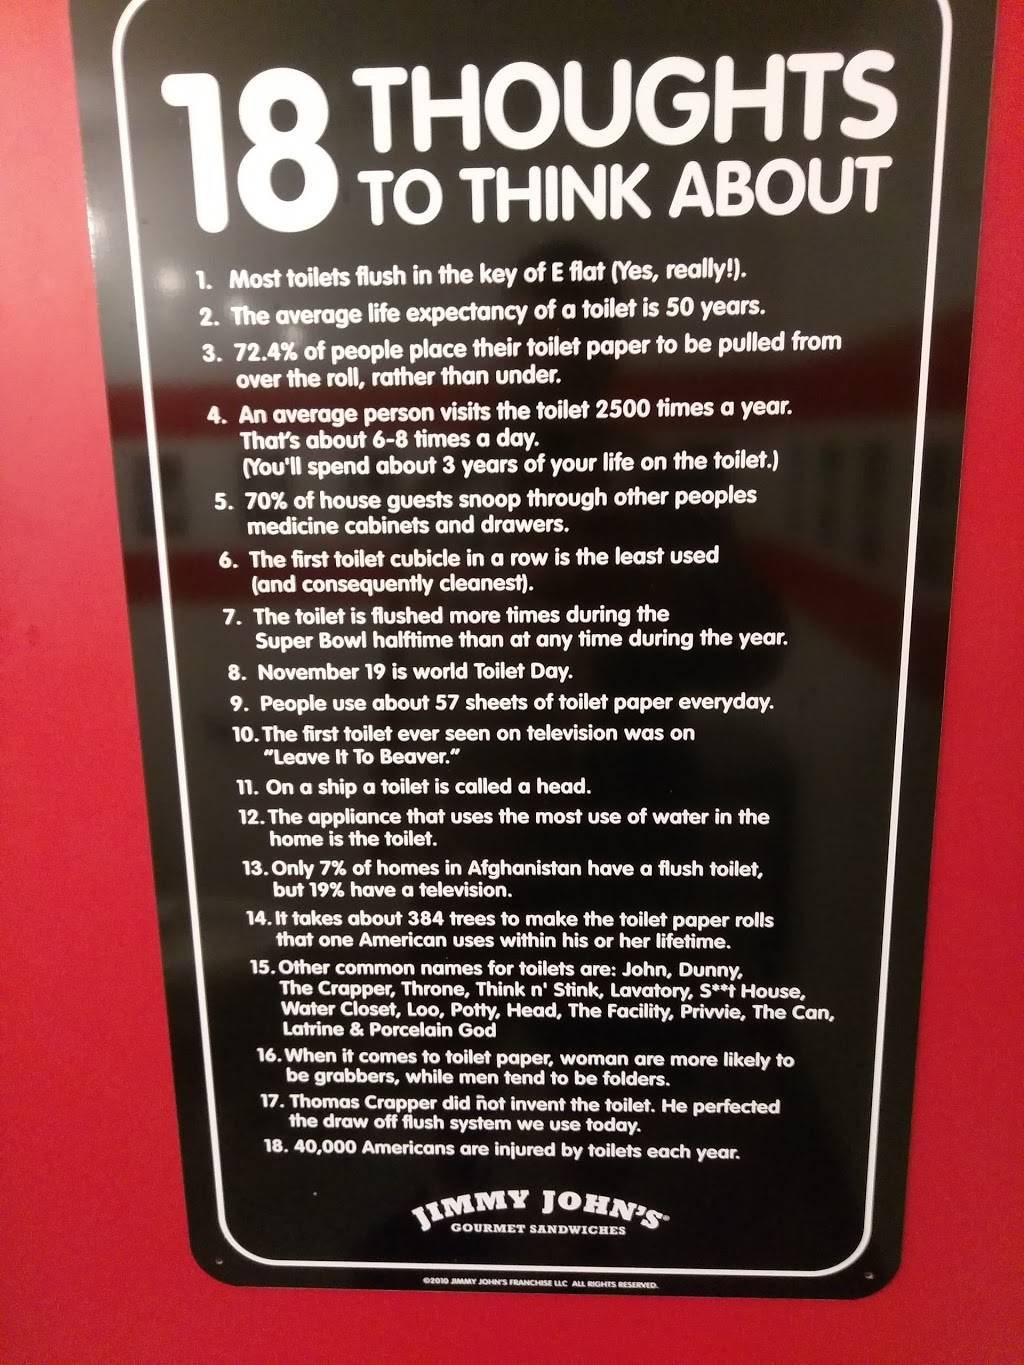 18 THOUGHTS
TO THINK ABOUT
1. Most toilets flush in the key of E flat (Yes, really!).
2. The average life expectancy of a toilet is 50 years.
3. 72.4% of people place their toilet paper to be pulled from
over the roll, rather than under.
4. An average person visits the toilet 2500 times a year.
That's about 6-8 times a day.
(You'll spend about 3 years of your life on the toilet.)
5. 70% of house guests snoop through other peoples
medicine cabinets and drawers.
6. The first toilet cubicle in a row is the least used
(and consequently cleanest).
7. The toilet is flushed more times during the
Super Bowl halftime than at any time during the year.
8. November 19 is world Toilet Day.
9. People use about 57 sheets of toilet paper everyday.
10. The first toilet ever seen on television was on
"Leave It To Beaver."
11. On a ship a toilet is called a head.
12. The appliance that uses the most use of water in the
home is the toilet.
13. Only 7% of homes in Afghanistan have a flush toilet,
but 19% have a television.
14. It takes about 384 trees to make the toilet paper rolls
that one American uses within his or her lifetime.
15. Other common names for toilets are: John, Dunny,
The Crapper, Throne, Think n' Stink, Lavatory, S**t House,
Water Closet, Loo, Potty, Head, The Facility, Privvie, The Can,
Latrine & Porcelain God
16. When it comes to toilet paper, woman are more likely to
be grabbers, while men tend to be folders.
17. Thomas Crapper did not invent the toilet. He perfected
the draw off flush system we use today.
18. 40,000 Americans are injured by toilets each year.
JIMMY JOHN'S®
GOURMET SANDWICHES
©2010 JIMMY JOHN'S FRANCHISE LLC ALL RIGHTS RESERVED.